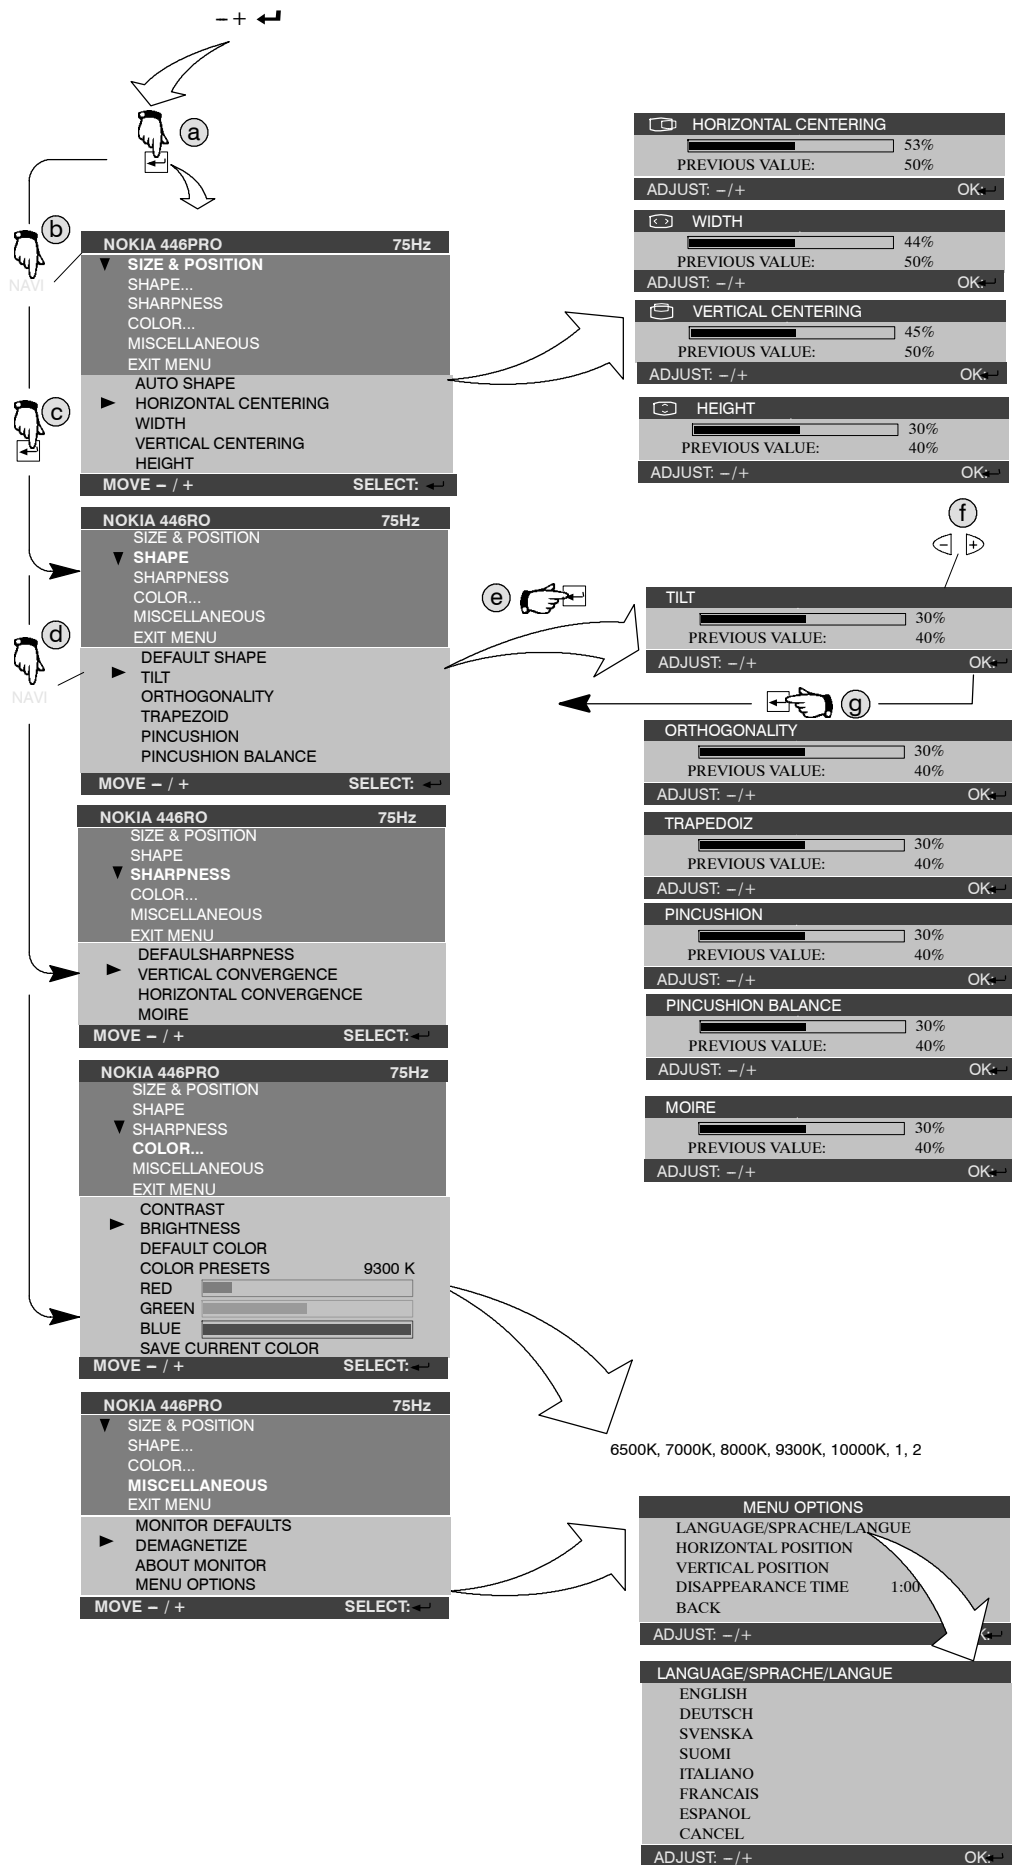 − + ↵
a
b
NAVI
NOKIA 446PRO 75Hz
SIZE & POSITION
SHAPE...
SHARPNESS
COLOR...
MISCELLANEOUS
EXIT MENU
AUTO SHAPE
HORIZONTAL CENTERING
WIDTH
VERTICAL CENTERING
HEIGHT
MOVE − / + SELECT:
c
NOKIA 446RO 75Hz
SIZE & POSITION
SHAPE
SHARPNESS
COLOR...
MISCELLANEOUS
EXIT MENU
DEFAULT SHAPE
TILT
ORTHOGONALITY
TRAPEZOID
PINCUSHION
PINCUSHION BALANCE
MOVE − / + SELECT:
d
NAVI
NOKIA 446RO 75Hz
SIZE & POSITION
SHAPE
SHARPNESS
COLOR...
MISCELLANEOUS
EXIT MENU
DEFAULSHARPNESS
VERTICAL CONVERGENCE
HORIZONTAL CONVERGENCE
MOIRE
MOVE − / + SELECT:
NOKIA 446PRO 75Hz
SIZE & POSITION
SHAPE
SHARPNESS
COLOR...
MISCELLANEOUS
EXIT MENU
CONTRAST
BRIGHTNESS
DEFAULT COLOR
COLOR PRESETS 9300 K
RED
GREEN
BLUE
SAVE CURRENT COLOR
MOVE − / + SELECT:
NOKIA 446PRO 75Hz
SIZE & POSITION
SHAPE...
COLOR...
MISCELLANEOUS
EXIT MENU
MONITOR DEFAULTS
DEMAGNETIZE
ABOUT MONITOR
MENU OPTIONS
MOVE − / + SELECT:
HORIZONTAL CENTERING
53%
PREVIOUS VALUE: 50%
ADJUST: −/+ OK:
WIDTH
44%
PREVIOUS VALUE: 50%
ADJUST: −/+ OK:
VERTICAL CENTERING
45%
PREVIOUS VALUE: 50%
ADJUST: −/+ OK:
HEIGHT
30%
PREVIOUS VALUE: 40%
ADJUST: −/+ OK:
f
− +
e
TILT
30%
PREVIOUS VALUE: 40%
ADJUST: −/+ OK:
g
ORTHOGONALITY
30%
PREVIOUS VALUE: 40%
ADJUST: −/+ OK:
TRAPEDOIZ
30%
PREVIOUS VALUE: 40%
ADJUST: −/+ OK:
PINCUSHION
30%
PREVIOUS VALUE: 40%
ADJUST: −/+ OK:
PINCUSHION BALANCE
30%
PREVIOUS VALUE: 40%
ADJUST: −/+ OK:
MOIRE
30%
PREVIOUS VALUE: 40%
ADJUST: −/+ OK:
6500K, 7000K, 8000K, 9300K, 10000K, 1, 2
MENU OPTIONS
LANGUAGE/SPRACHE/LANGUE
HORIZONTAL POSITION
VERTICAL POSITION
DISAPPEARANCE TIME 1:00
BACK
ADJUST: −/+
LANGUAGE/SPRACHE/LANGUE
ENGLISH
DEUTSCH
SVENSKA
SUOMI
ITALIANO
FRANCAIS
ESPANOL
CANCEL
ADJUST: −/+ OK: